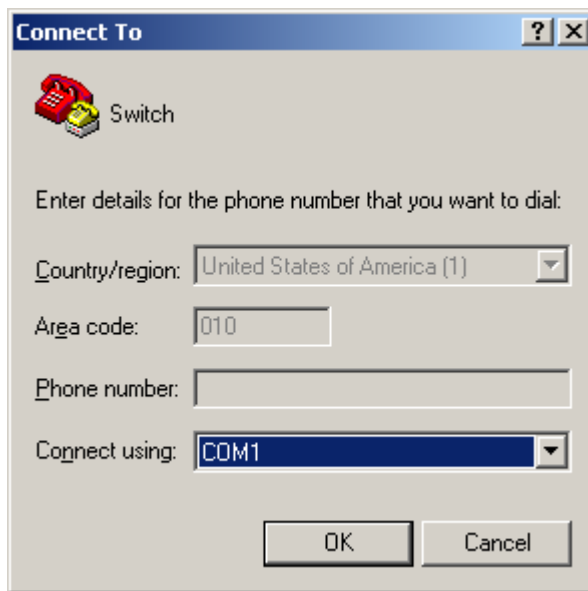 Connect To
Switch
Enter details for the phone number that you want to dial:
Country/region: United States of America (1)
Area code: 010
Phone number:
Connect using: COM1
OK Cancel